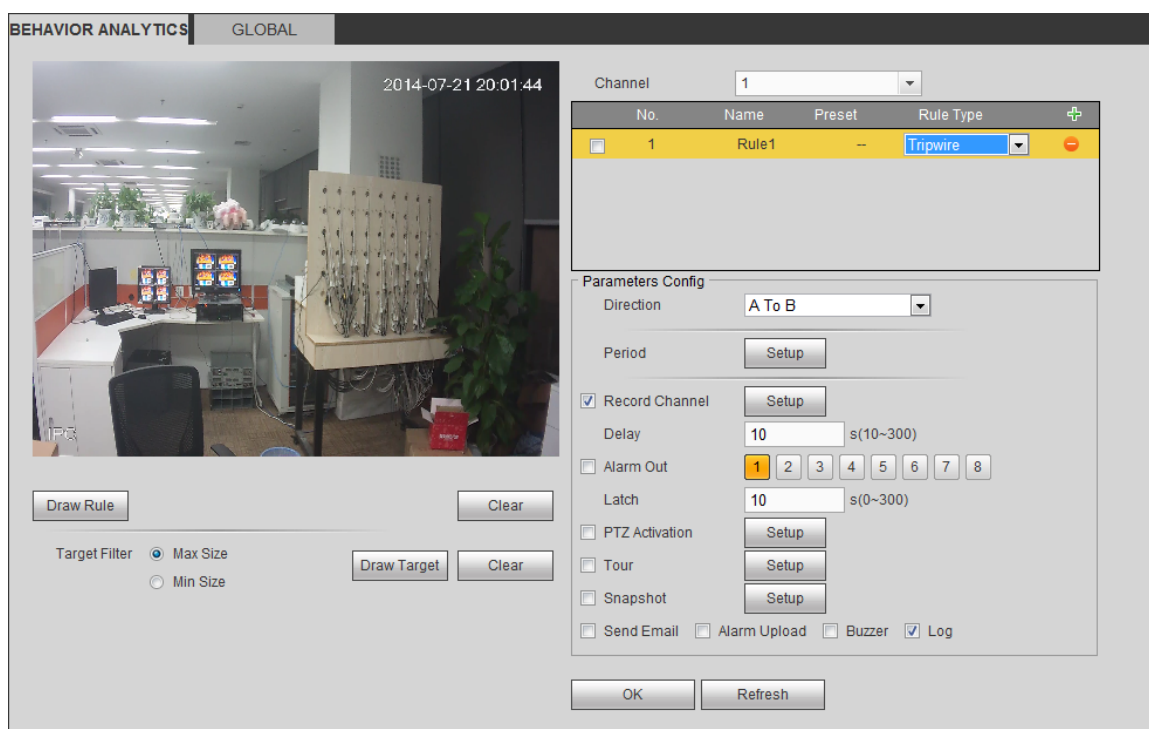 BEHAVIOR ANALYTICS GLOBAL
2014-07-21 20:01:44
IPC
Draw Rule Clear
Target Filter Max Size
Draw Target Clear
Min Size
Channel 1
No. Name Preset Rule Type
1 Rule1 -- Tripwire
Parameters Config
Direction A To B
Period Setup
Record Channel Setup
Delay 10 s(10~300)
Alarm Out 1 2 3 4 5 6 7 8
Latch 10 s(0~300)
PTZ Activation Setup
Tour Setup
Snapshot Setup
Send Email Alarm Upload Buzzer Log
OK Refresh